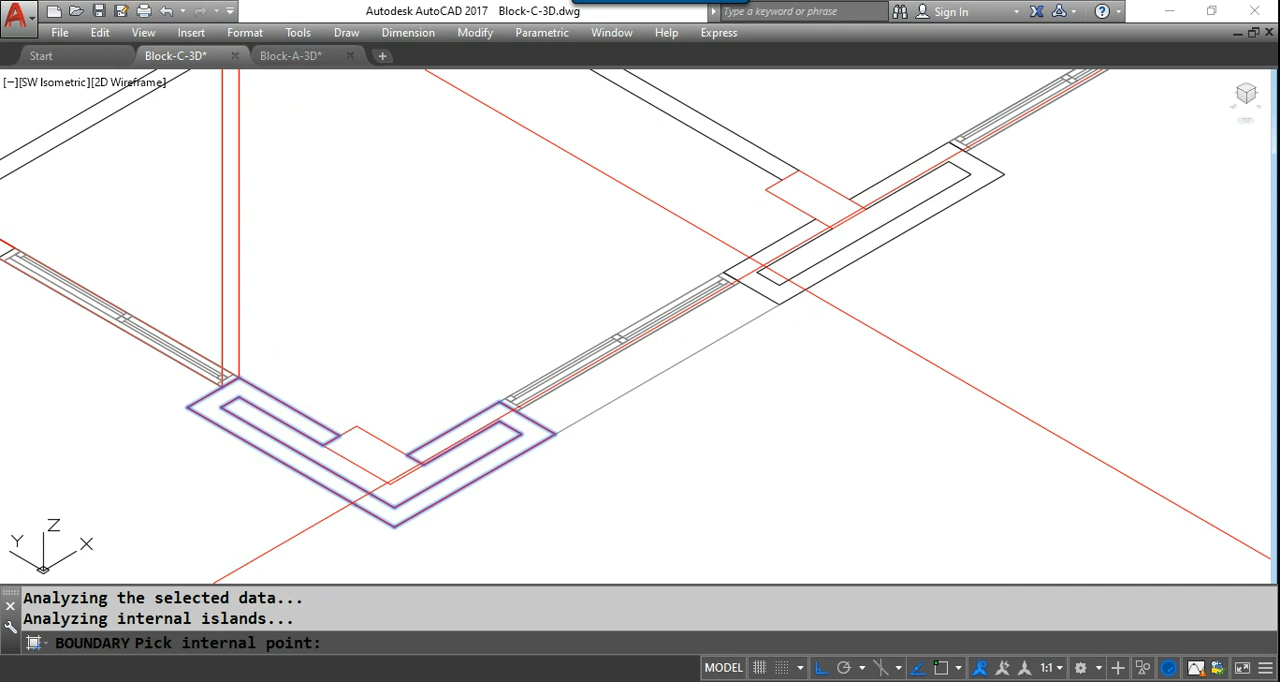 Autodesk AutoCAD 2017 Block-C-3D.dwg
Type a keyword or phrase
Sign In
File Edit View Insert Format Tools Draw Dimension Modify Parametric Window Help Express
Start Block-C-3D* Block-A-3D*
[−][SW Isometric][2D Wireframe]
Z
Y
X
Analyzing the selected data...
Analyzing internal islands...
BOUNDARY Pick internal point:
MODEL 1:1